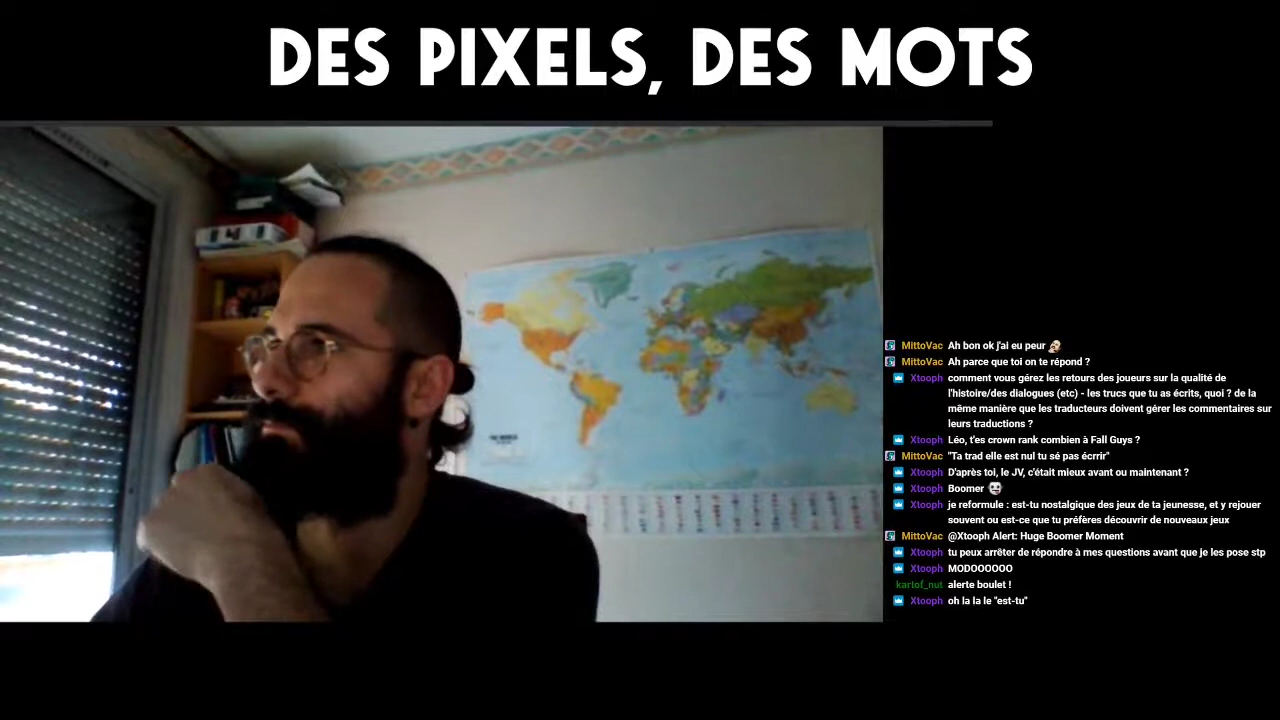 DES PIXELS, DES MOTS
MittoVac Ah bon ok j'ai eu peur
MittoVac Ah parce que toi on te répond ?
Xtooph comment vous gérez les retours des joueurs sur la qualité de
l'histoire/des dialogues (etc) - les trucs que tu as écrits, quoi ? de la
même manière que les traducteurs doivent gérer les commentaires sur
leurs traductions ?
Xtooph Léo, t'es crown rank combien à Fall Guys ?
MittoVac "Ta trad elle est nul tu sé pas écrrir"
Xtooph D'après toi, le JV, c'était mieux avant ou maintenant ?
Xtooph Boomer
Xtooph je reformule : est-tu nostalgique des jeux de ta jeunesse, et y rejouer
souvent ou est-ce que tu préfères découvrir de nouveaux jeux
MittoVac @Xtooph Alert: Huge Boomer Moment
Xtooph tu peux arrêter de répondre à mes questions avant que je les pose stp
Xtooph MODOOOOOO
kartof_nut alerte boulet !
Xtooph oh la la le "est-tu"
THE WORLD